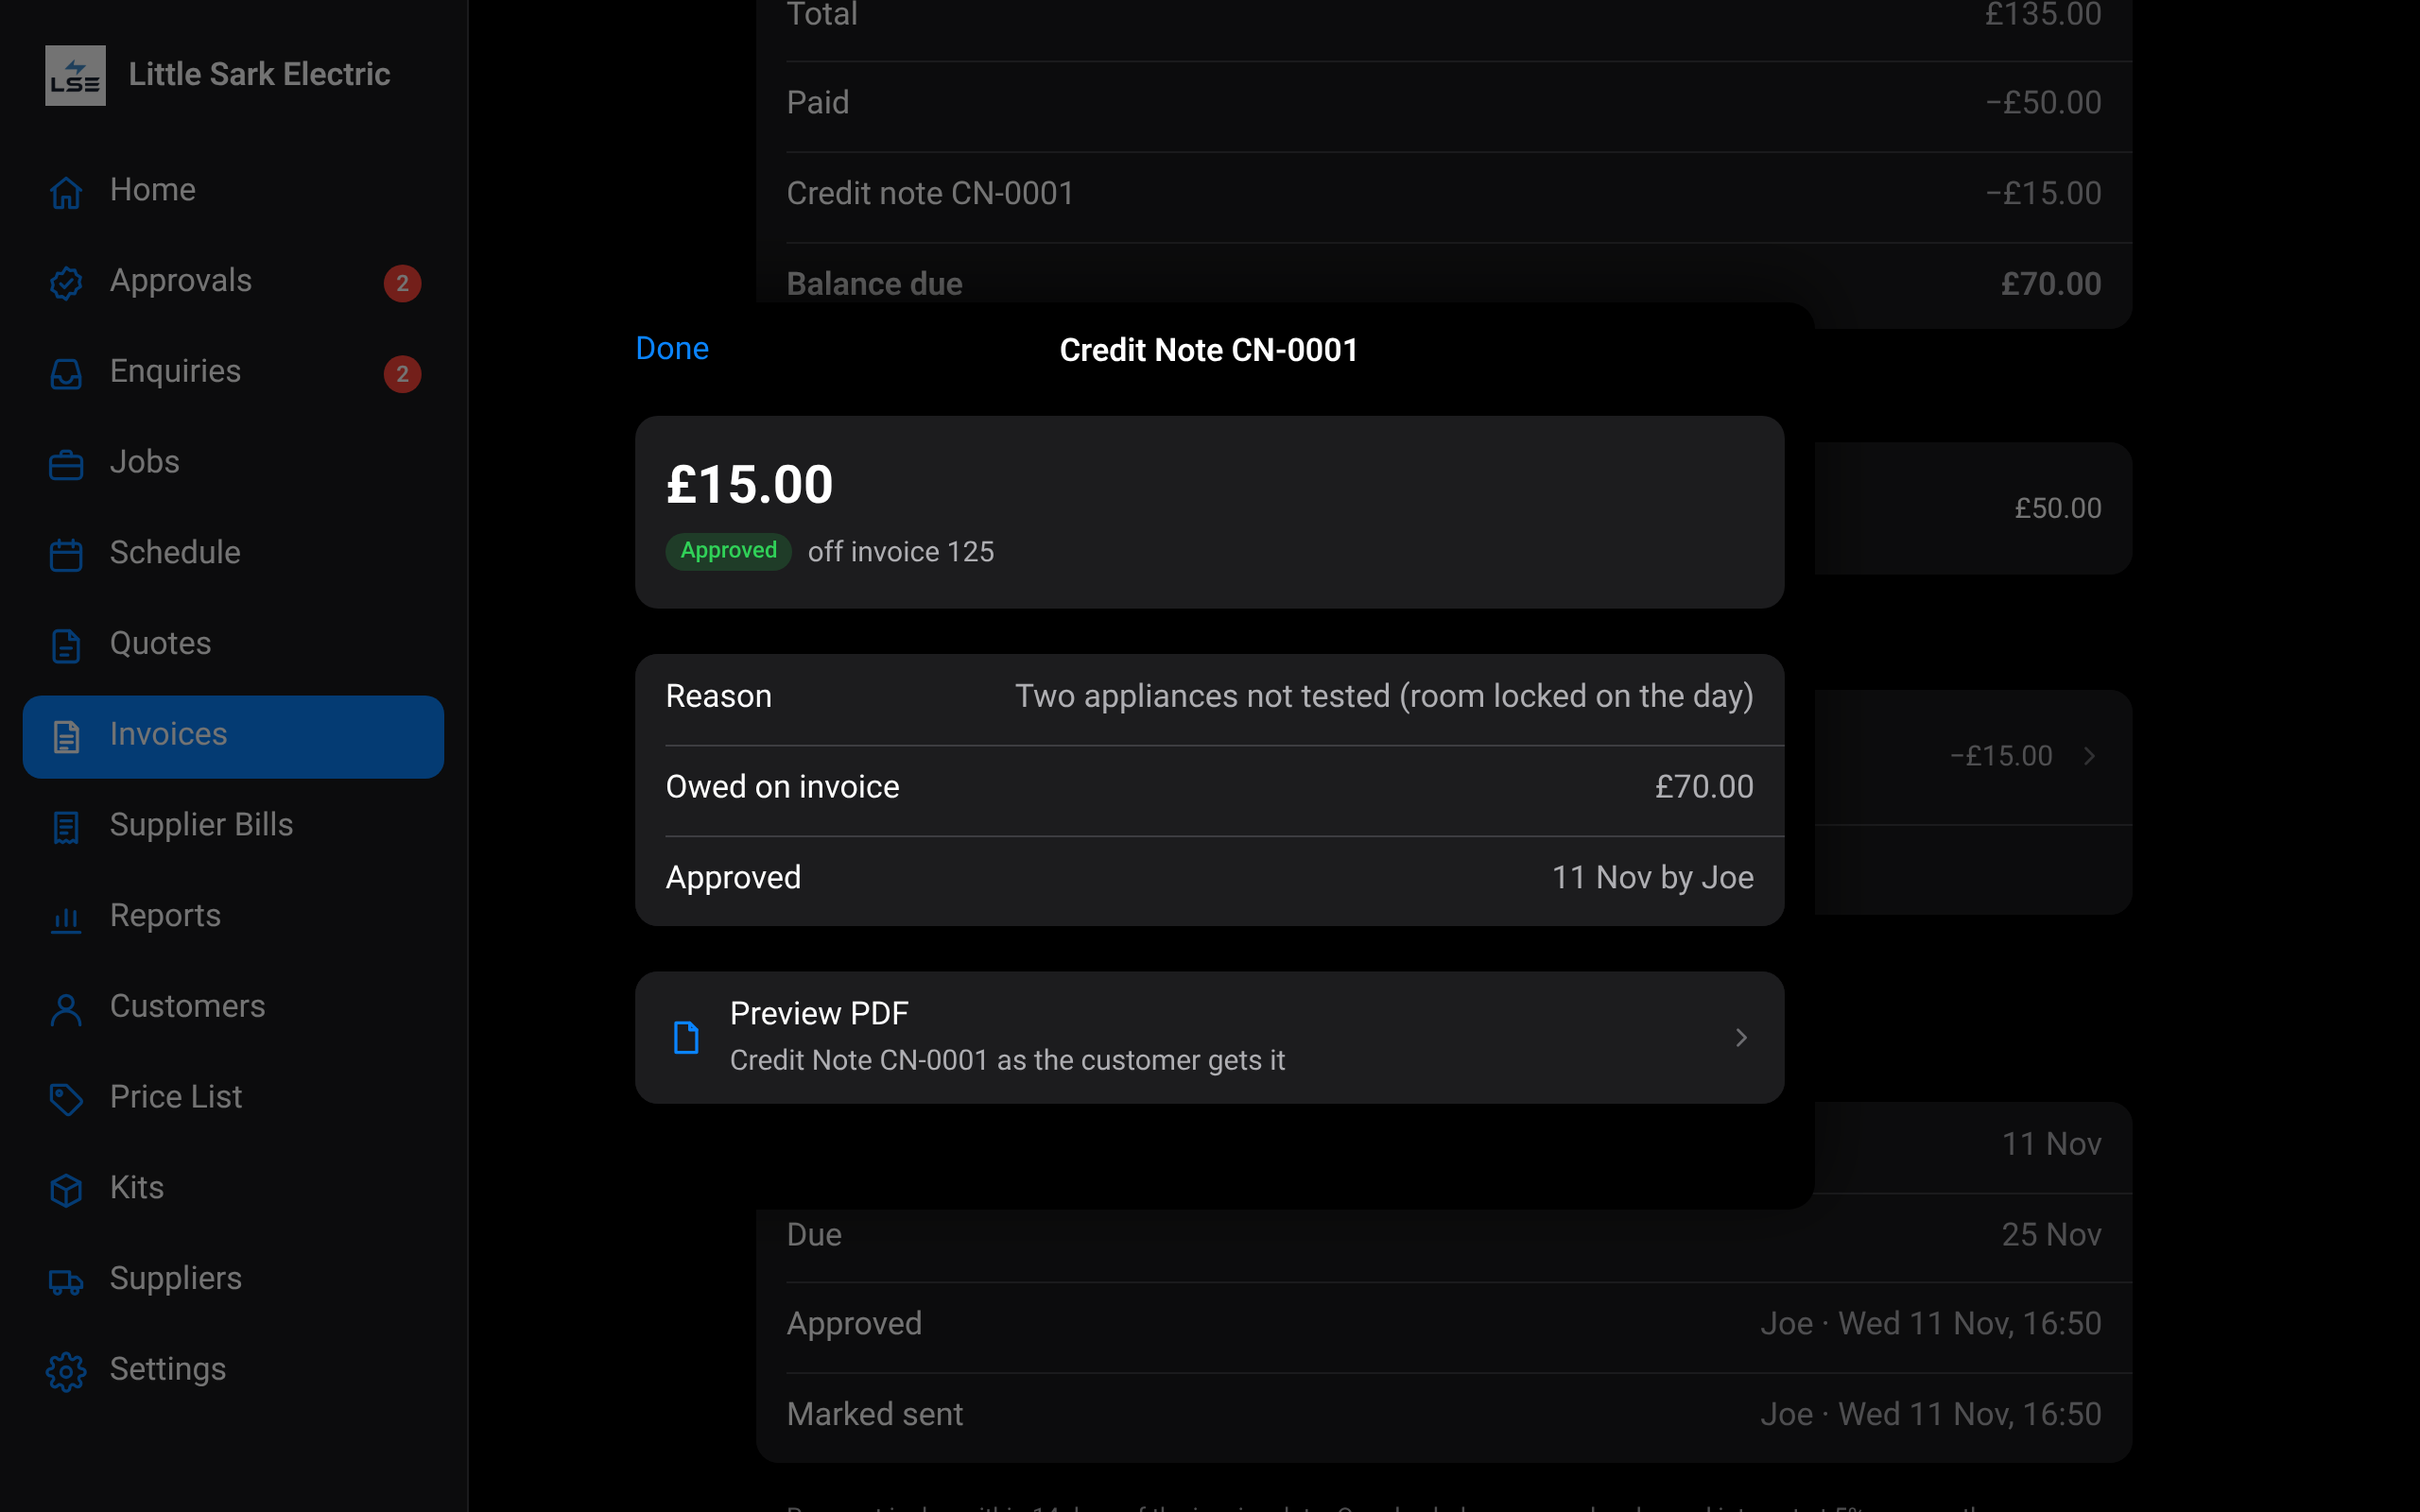 LSE
Little Sark Electric
Home
Approvals 2
Enquiries 2
Jobs
Schedule
Quotes
Invoices
Supplier Bills
Reports
Customers
Price List
Kits
Suppliers
Settings
Total £135.00
Paid −£50.00
Credit note CN-0001 −£15.00
Balance due £70.00
Done Credit Note CN-0001
£15.00
Approved off invoice 125
Reason Two appliances not tested (room locked on the day)
Owed on invoice £70.00
Approved 11 Nov by Joe
Preview PDF
Credit Note CN-0001 as the customer gets it
£50.00
−£15.00
11 Nov
Due 25 Nov
Approved Joe · Wed 11 Nov, 16:50
Marked sent Joe · Wed 11 Nov, 16:50